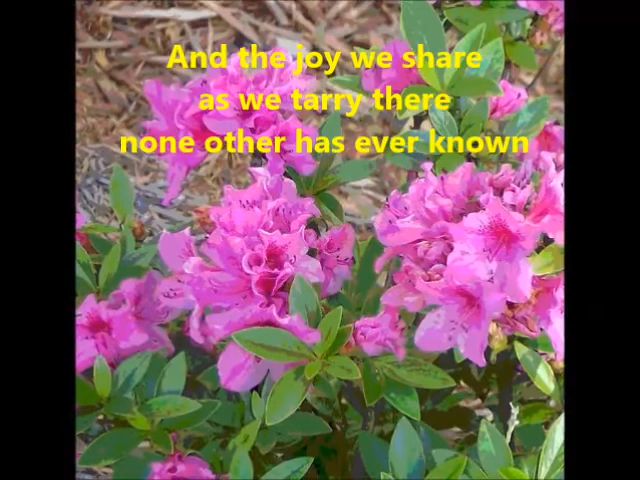 And the joy we share
as we tarry there
none other has ever known